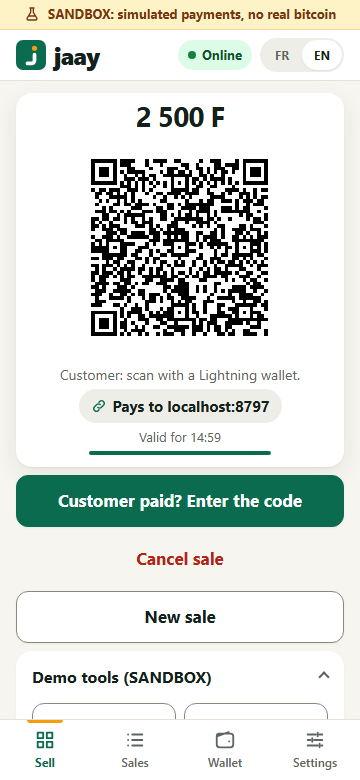 SANDBOX: simulated payments, no real bitcoin
jaay
Online
FR
EN
2 500 F
Customer: scan with a Lightning wallet.
Pays to localhost:8797
Valid for 14:59
Customer paid? Enter the code
Cancel sale
New sale
Demo tools (SANDBOX)
Sell
Sales
Wallet
Settings